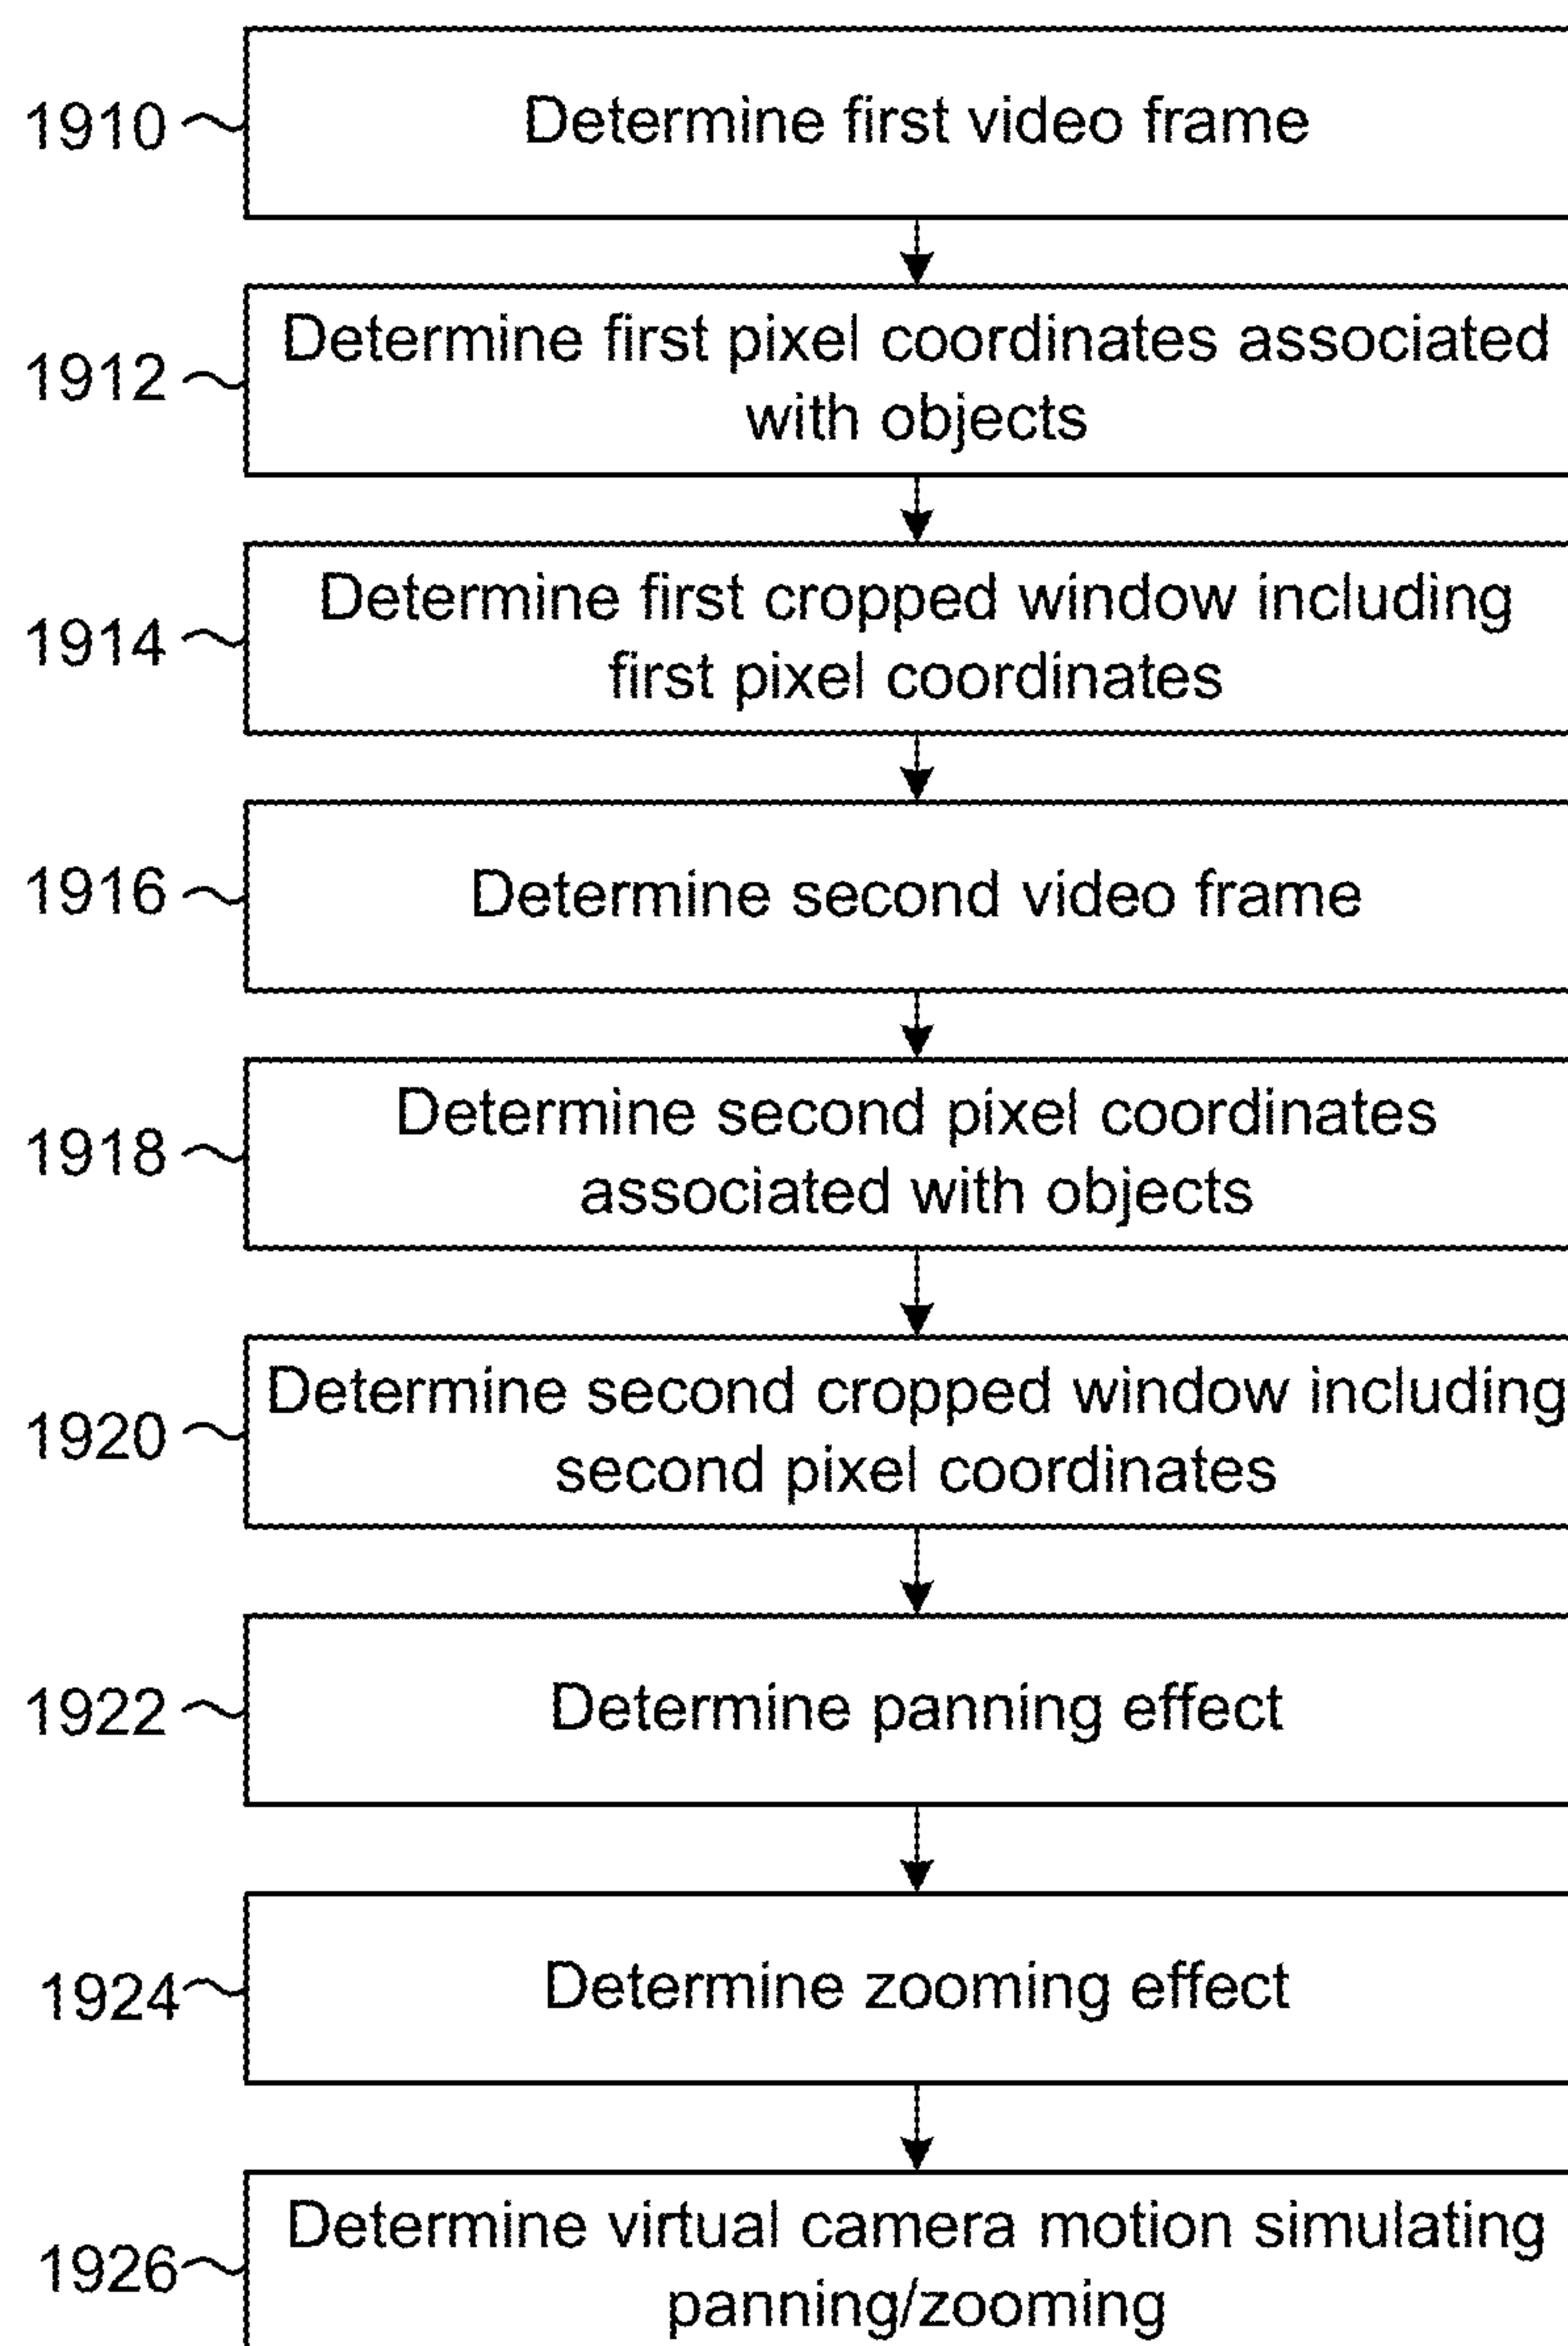 1910
Determine first video frame
1912
Determine first pixel coordinates associated
with objects
1914
Determine first cropped window including
first pixel coordinates
1916
Determine second video frame
1918
Determine second pixel coordinates
associated with objects
1920
Determine second cropped window including
second pixel coordinates
1922
Determine panning effect
1924
Determine zooming effect
1926
Determine virtual camera motion simulating
panning/zooming